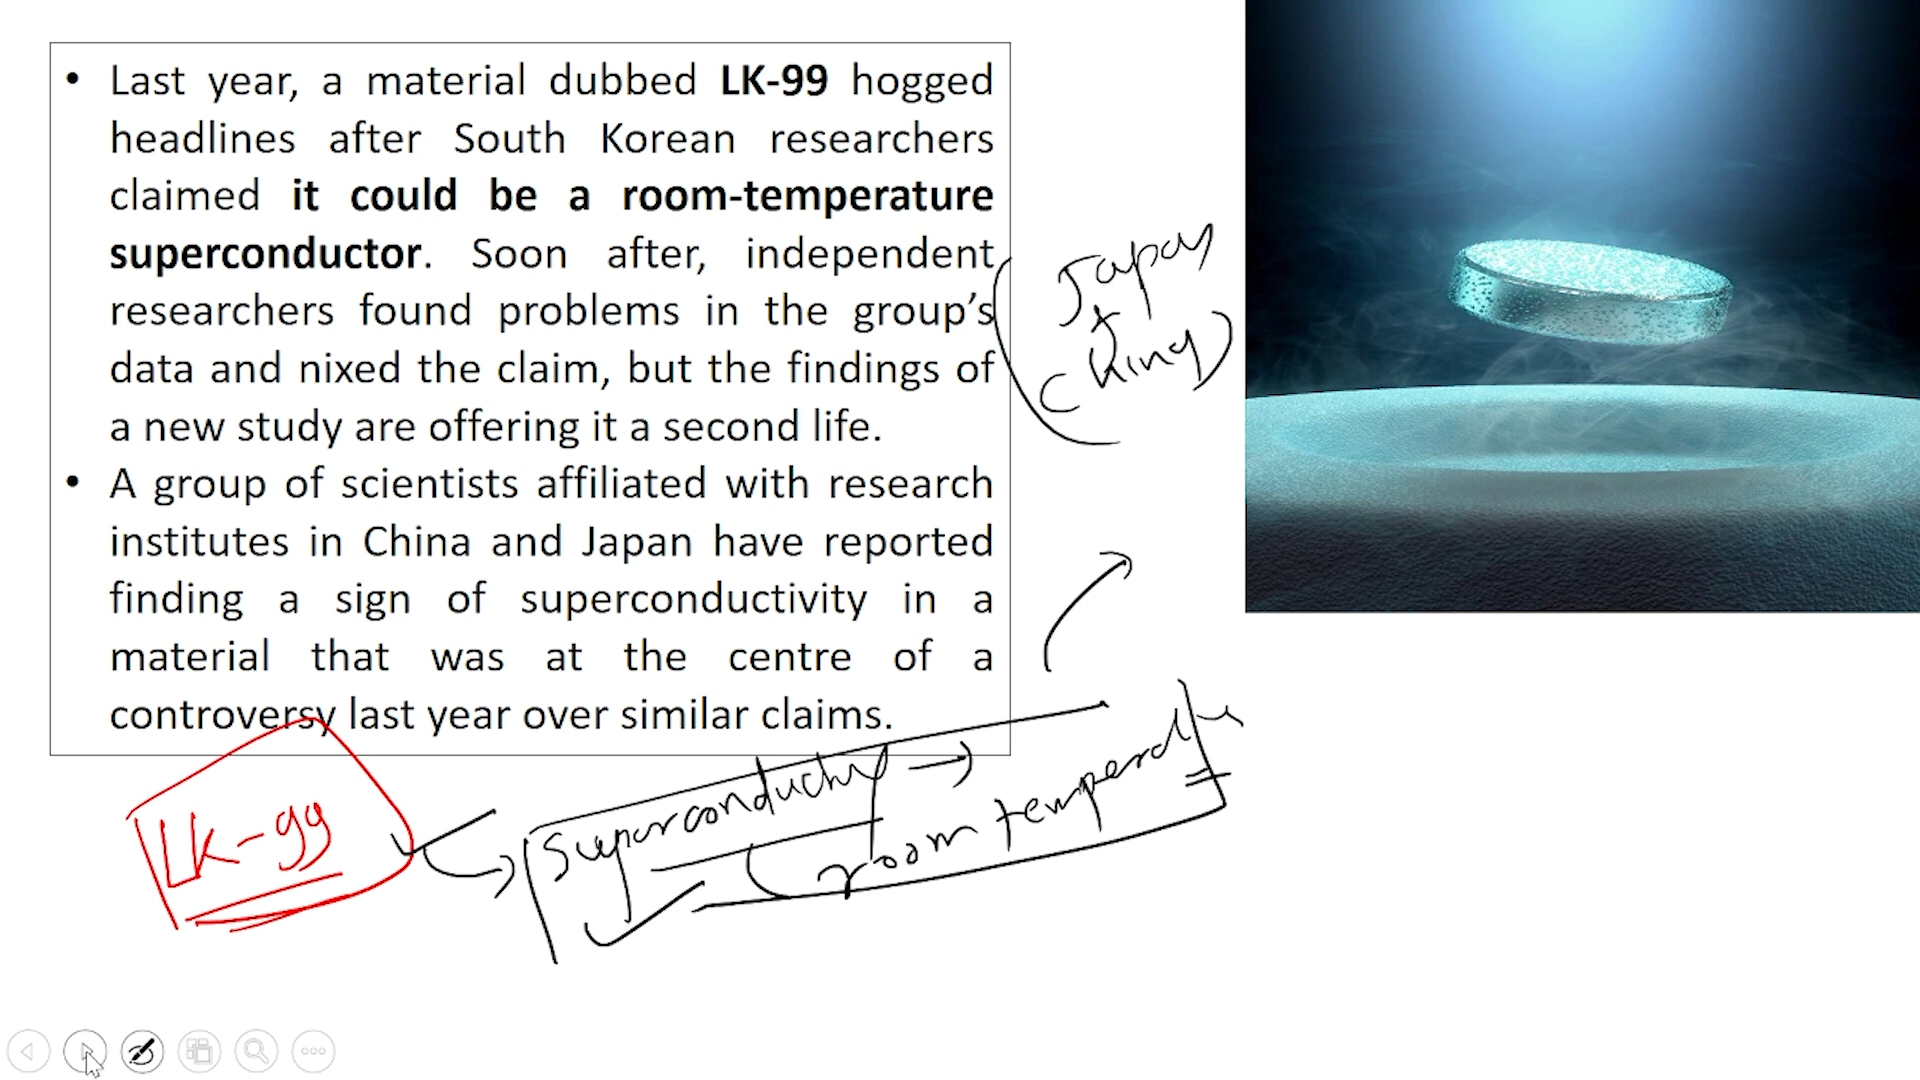 • Last year, a material dubbed LK-99 hogged
headlines after South Korean researchers
claimed it could be a room-temperature
superconductor. Soon after, independent
researchers found problems in the group’s
data and nixed the claim, but the findings of
a new study are offering it a second life.
• A group of scientists affiliated with research
institutes in China and Japan have reported
finding a sign of superconductivity in a
material that was at the centre of a
controversy last year over similar claims.
Japan
+
China
Lk-99
room